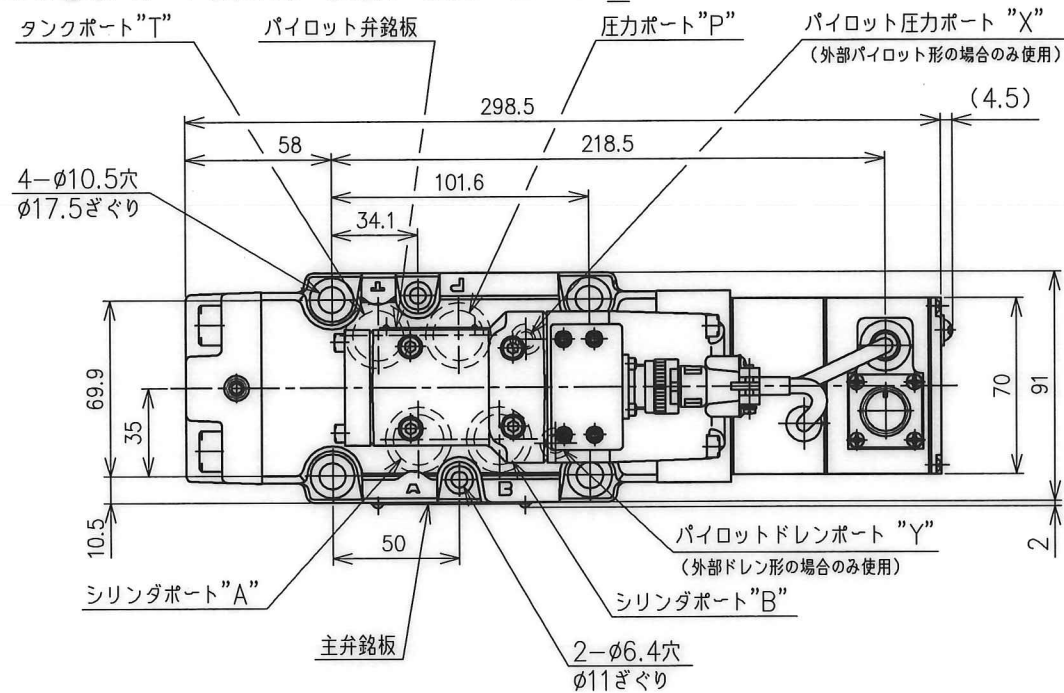 タンクポート"T"
パイロット弁銘板
圧力ポート"P"
パイロット圧力ポート "X"
(外部パイロット形の場合のみ使用)
298.5
(4.5)
58
218.5
4-φ10.5穴
φ17.5ざぐり
101.6
34.1
T
P
69.9
35
70
91
A
B
10.5
50
2
パイロットドレンポート "Y"
(外部ドレン形の場合のみ使用)
シリンダポート"A"
シリンダポート"B"
主弁銘板
2-φ6.4穴
φ11ざぐり